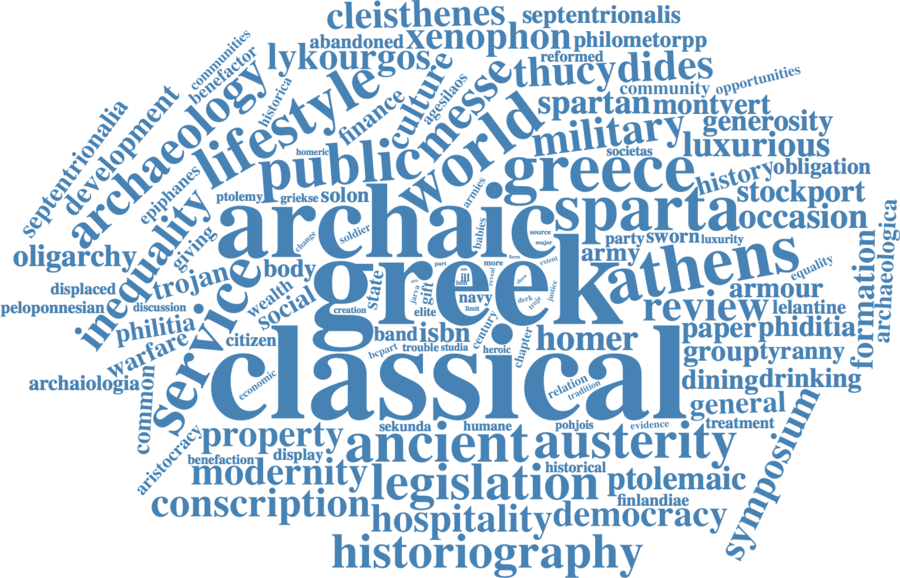 cleisthenes septentrionalis
abandoned xenophon philometorpp
communities lykourgos reformed
benefactor culture messe thucydides
historica agesilaos community opportunities
archaeology lifestyle finance spartan montvert
septentrionalia development world military generosity
homeric public societas luxurious
epiphanes ptolemy griekse solon armies greece history obligation
inequality giving archaic sparta stockport
change soldier babies source major occasion
oligarchy trojan body party sworn luxurity
displaced service wealth state greek army athens equality archaeologica
peloponnesian discussion social gift navy armour formation
creation elite limit review lelantine
philitia citizen band isbn century homer paper phiditia
warfare bcpart trouble studia heroic chapter group tyranny
archaiologia economic classical relation tradition dining drinking
common general
aristocracy property sekunda humane pohjois evidence treatment
benefaction display ancient austerity symposium
modernity historical
legislation ptolemaic
conscription finlandiae
hospitality democracy
historiography